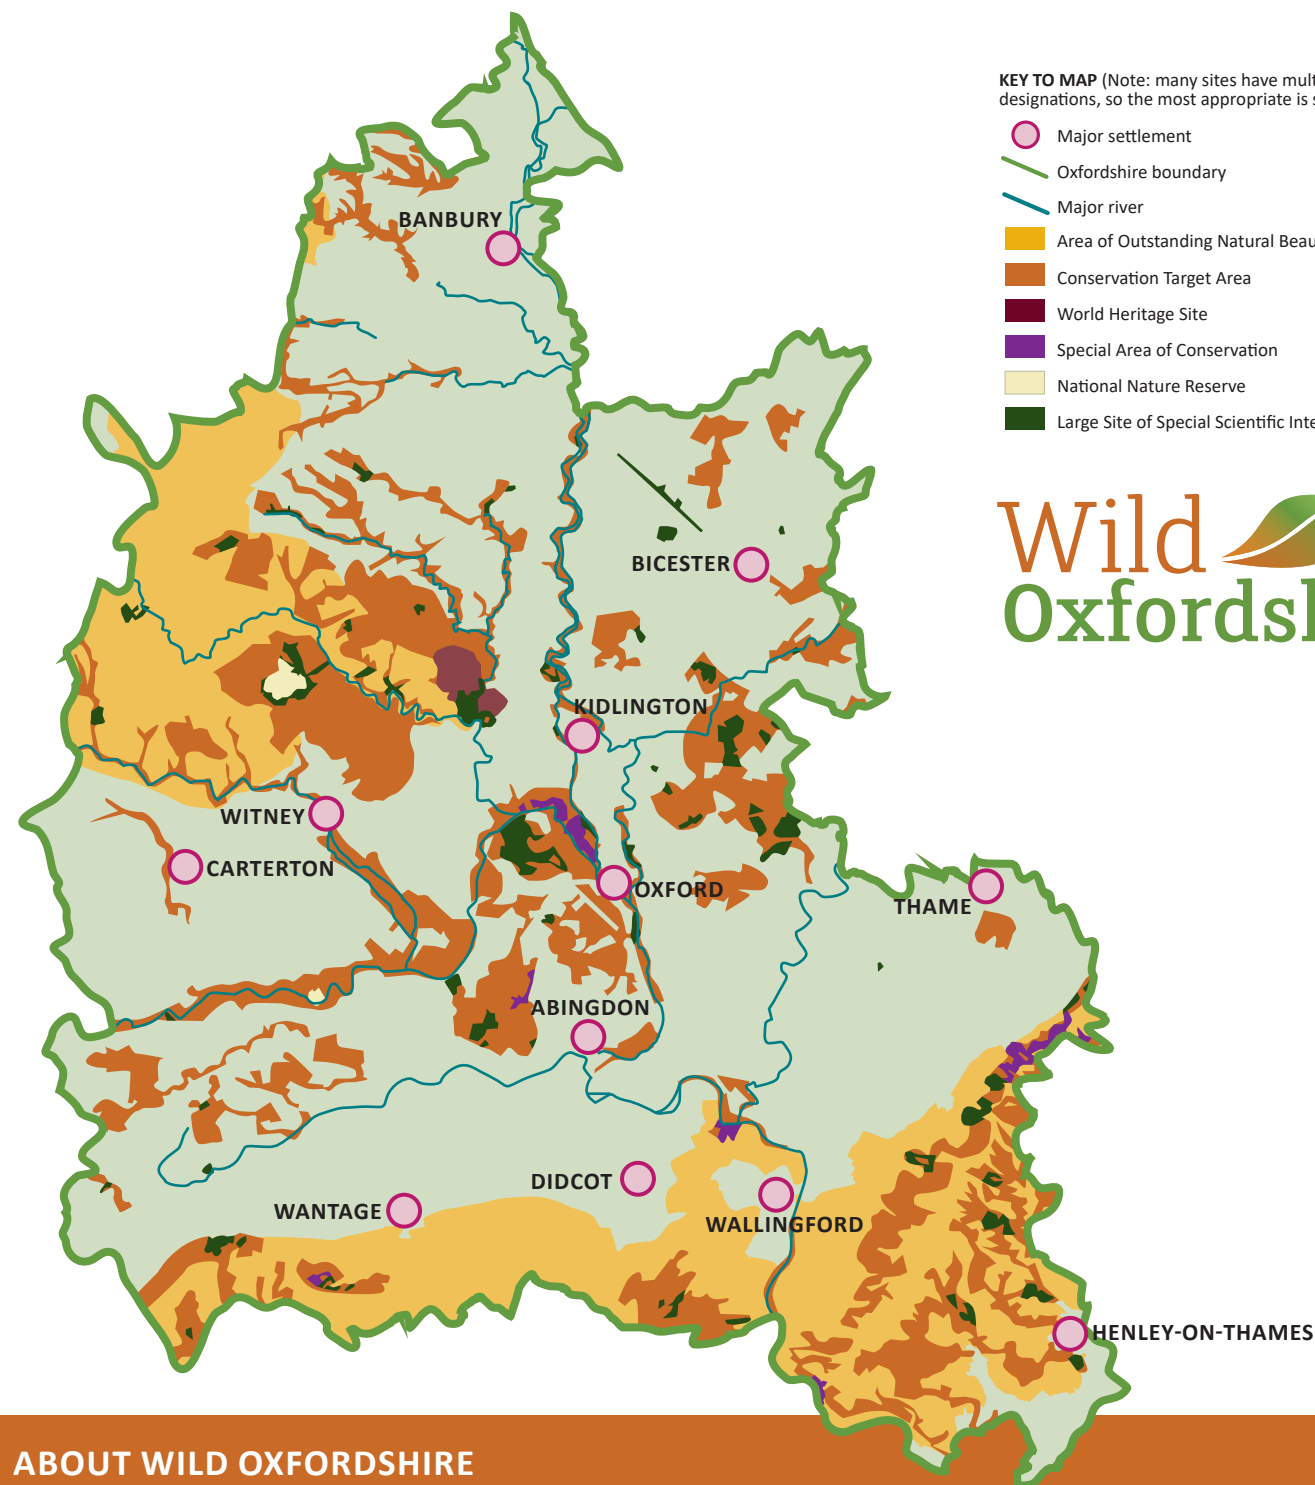 KEY TO MAP (Note: many sites have mult
designations, so the most appropriate is s
Major settlement
Oxfordshire boundary
Major river
Area of Outstanding Natural Beau
Conservation Target Area
World Heritage Site
Special Area of Conservation
National Nature Reserve
Large Site of Special Scientific Inte
Wild
Oxfordsh
BANBURY
BICESTER
KIDLINGTON
WITNEY
CARTERTON
OXFORD
THAME
ABINGDON
DIDCOT
WANTAGE
WALLINGFORD
HENLEY-ON-THAMES
ABOUT WILD OXFORDSHIRE